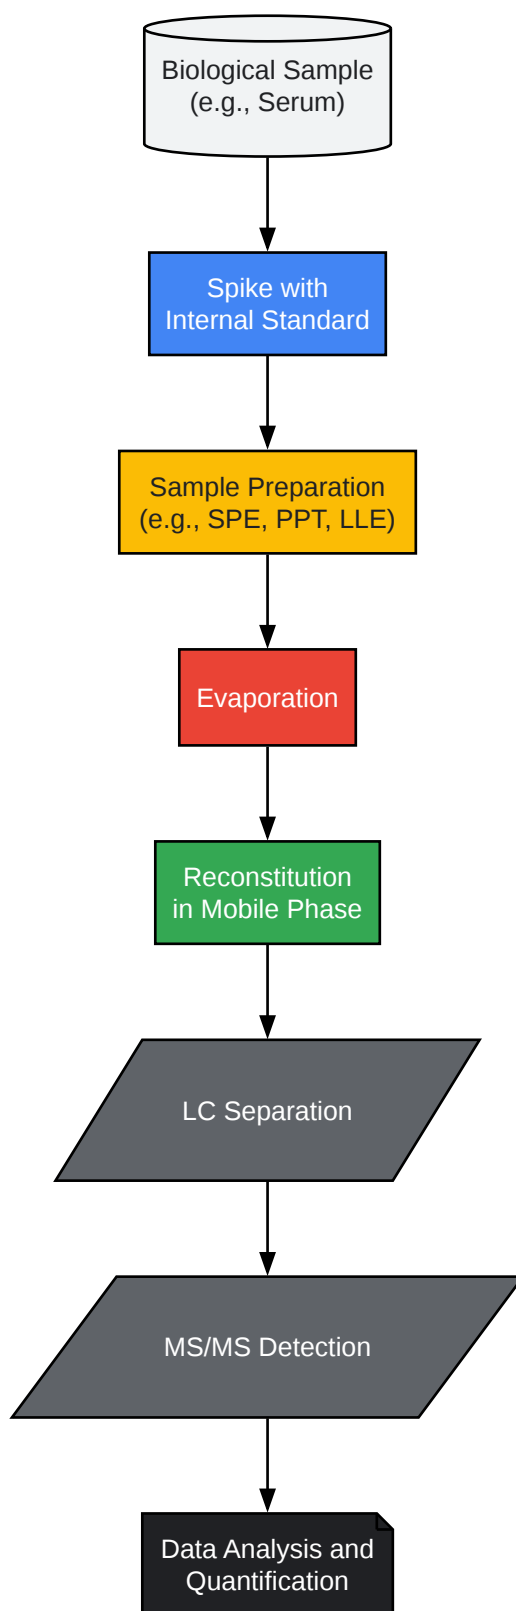 Biological Sample
(e.g., Serum)
Spike with
Internal Standard
Sample Preparation
(e.g., SPE, PPT, LLE)
Evaporation
Reconstitution
in Mobile Phase
LC Separation
MS/MS Detection
Data Analysis and
Quantification